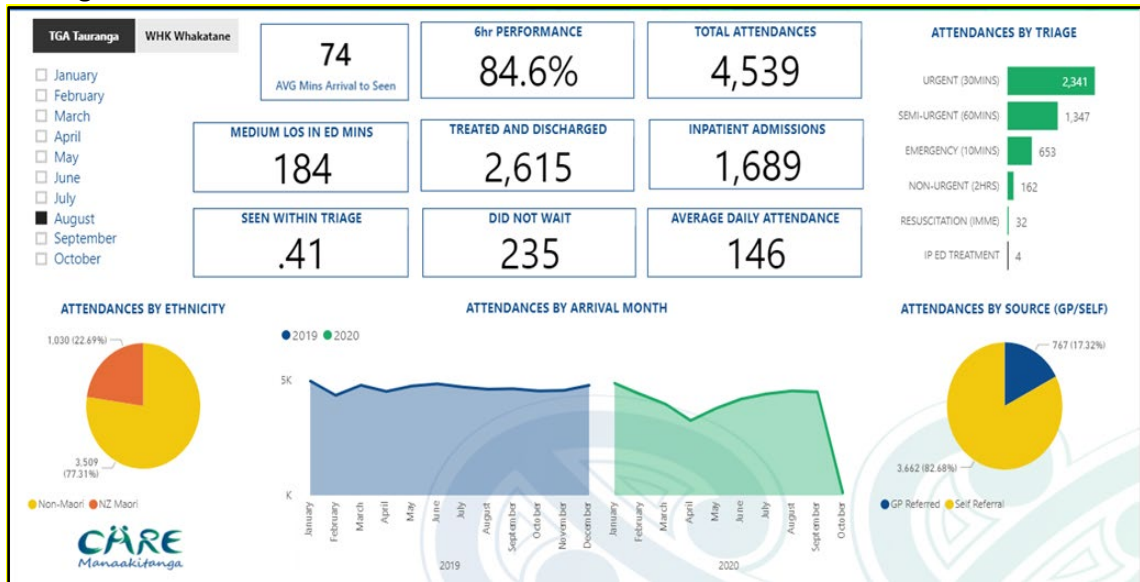 TGA Tauranga
WHK Whakatane
January
February
March
April
May
June
July
August
September
October
74
AVG Mins Arrival to Seen
6hr PERFORMANCE
84.6%
TOTAL ATTENDANCES
4,539
MEDIUM LOS IN ED MINS
184
TREATED AND DISCHARGED
2,615
INPATIENT ADMISSIONS
1,689
SEEN WITHIN TRIAGE
.41
DID NOT WAIT
235
AVERAGE DAILY ATTENDANCE
146
ATTENDANCES BY TRIAGE
URGENT (30MINS) 2,341
SEMI-URGENT (60MINS) 1,347
EMERGENCY (10MINS) 653
NON-URGENT (2HRS) 162
RESUSCITATION (IMME) 32
IP ED TREATMENT 4
ATTENDANCES BY ETHNICITY
1,030 (22.69%)
3,509
(77.31%)
Non-Maori NZ Maori
CARE
Manaakitanga
ATTENDANCES BY ARRIVAL MONTH
2019 2020
5K
K
January
February
March
April
May
June
July
August
September
October
November
December
January
February
March
April
May
June
July
August
September
October
2019
2020
ATTENDANCES BY SOURCE (GP/SELF)
767 (17.32%)
3,662 (82.68%)
GP Referred Self Referral